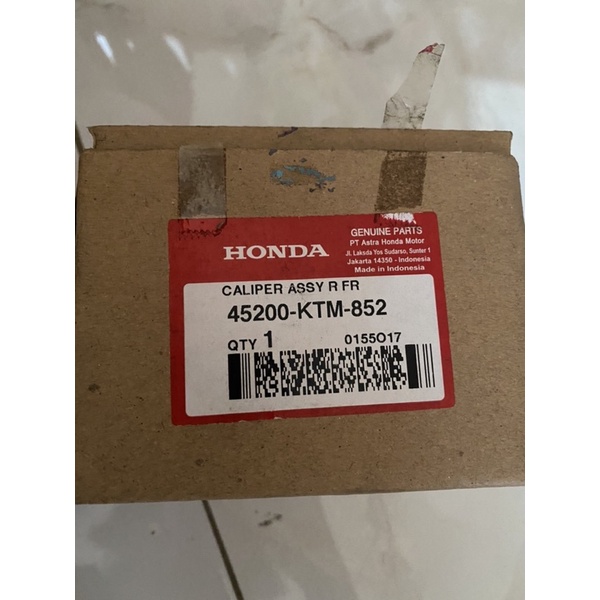 HONDA
GENUINE PARTS
PT Astra Honda Motor
Jl. Laksda Yos Sudarso, Sunter 1
Jakarta 14350 - Indonesia
Made in Indonesia
CALIPER ASSY R FR
45200-KTM-852
QTY 1 0155O17